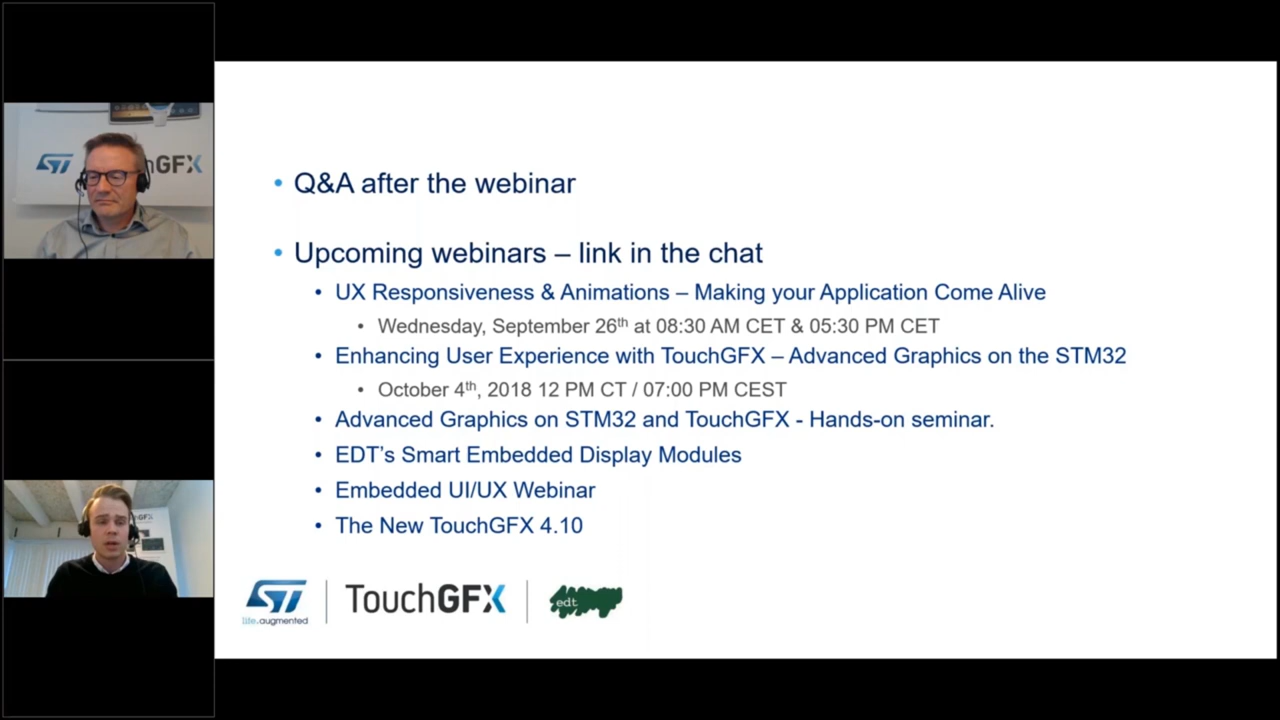 Q&A after the webinar
Upcoming webinars – link in the chat
UX Responsiveness & Animations – Making your Application Come Alive
Wednesday, September 26th at 08:30 AM CET & 05:30 PM CET
Enhancing User Experience with TouchGFX – Advanced Graphics on the STM32
October 4th, 2018 12 PM CT / 07:00 PM CEST
Advanced Graphics on STM32 and TouchGFX - Hands-on seminar.
EDT's Smart Embedded Display Modules
Embedded UI/UX Webinar
The New TouchGFX 4.10
ST
life.augmented
TouchGFX
edt
ST
hGFX
hGFX